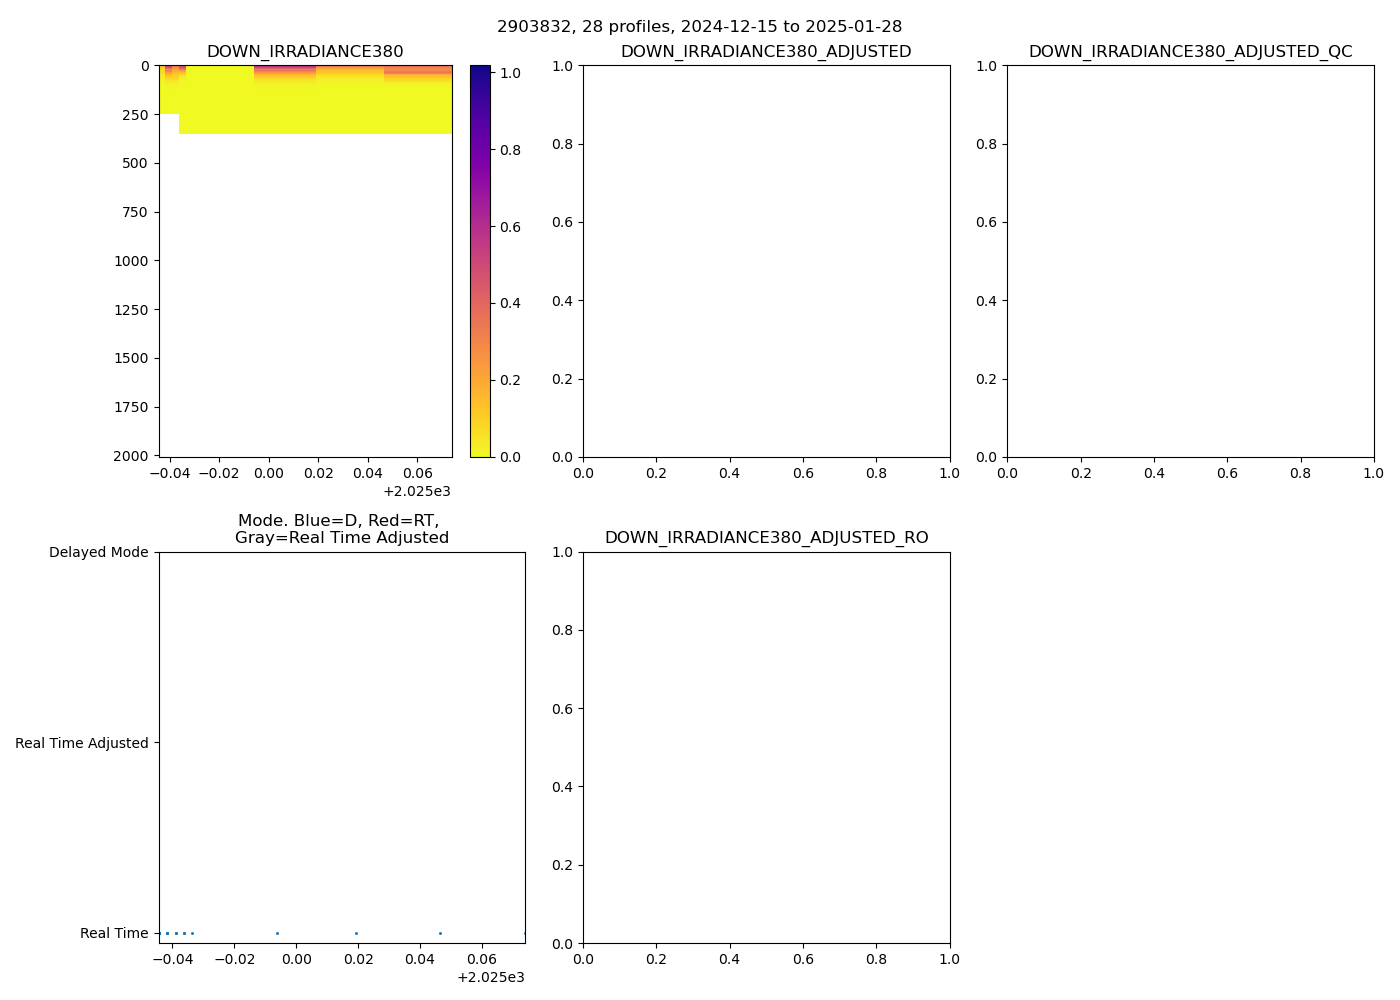 2903832, 28 profiles, 2024-12-15 to 2025-01-28
DOWN_IRRADIANCE380
0
250
500
750
1000
1250
1500
1750
2000
−0.04 −0.02 0.00 0.02 0.04 0.06
+2.025e3
1.0
0.8
0.6
0.4
0.2
0.0
DOWN_IRRADIANCE380_ADJUSTED
1.0
0.8
0.6
0.4
0.2
0.0
0.0 0.2 0.4 0.6 0.8 1.0
DOWN_IRRADIANCE380_ADJUSTED_QC
1.0
0.8
0.6
0.4
0.2
0.0
0.0 0.2 0.4 0.6 0.8 1.0
Mode. Blue=D, Red=RT,
Gray=Real Time Adjusted
Delayed Mode
Real Time Adjusted
Real Time
−0.04 −0.02 0.00 0.02 0.04 0.06
+2.025e3
DOWN_IRRADIANCE380_ADJUSTED_RO
1.0
0.8
0.6
0.4
0.2
0.0
0.0 0.2 0.4 0.6 0.8 1.0